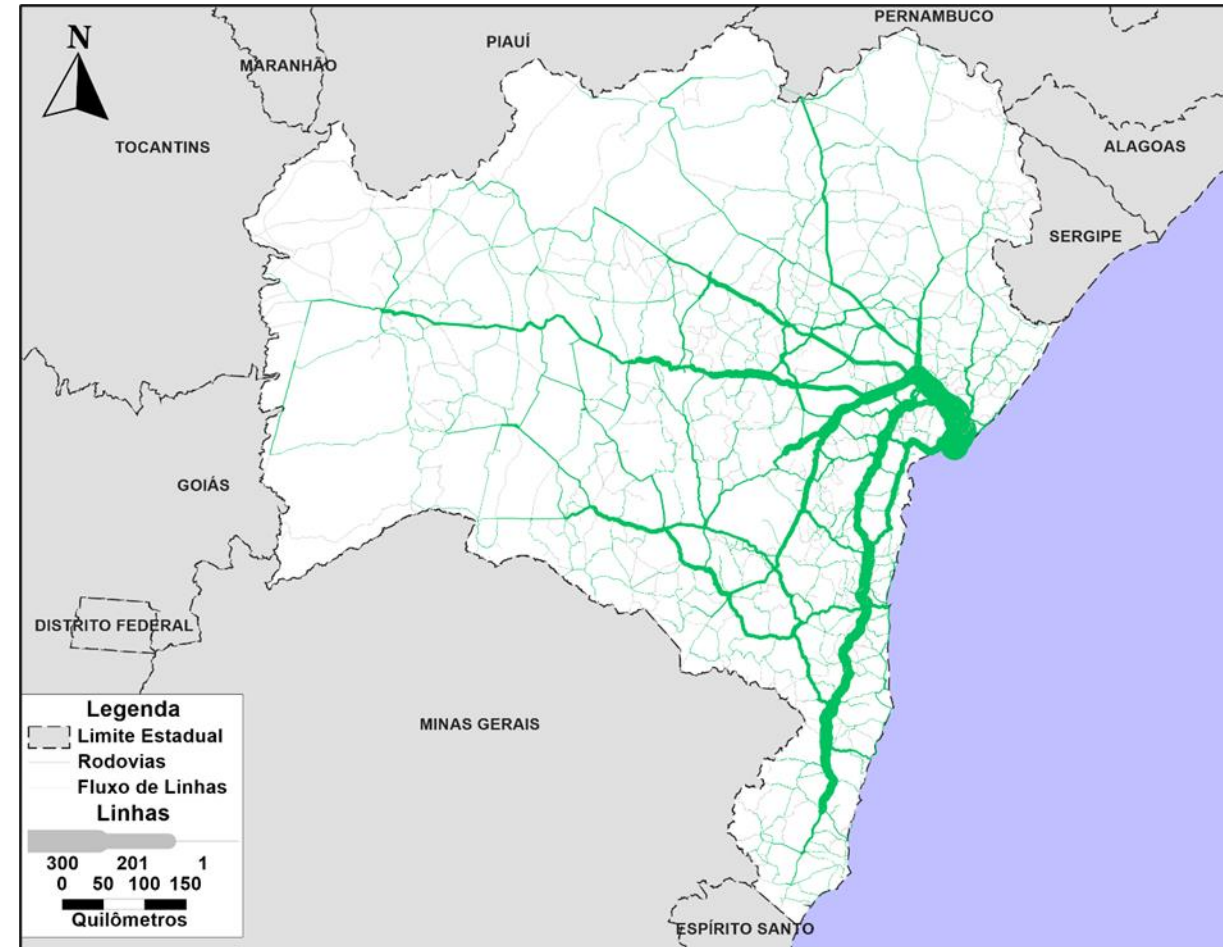 PERNAMBUCO
N
PIAUÍ
MARANHÃO
TOCANTINS
ALAGOAS
SERGIPE
GOIÁS
DISTRITO FEDERAL
MINAS GERAIS
Legenda
Limite Estadual
Rodovias
Fluxo de Linhas
Linhas
300 201 1
0 50 100 150
Quilômetros
ESPÍRITO SANTO